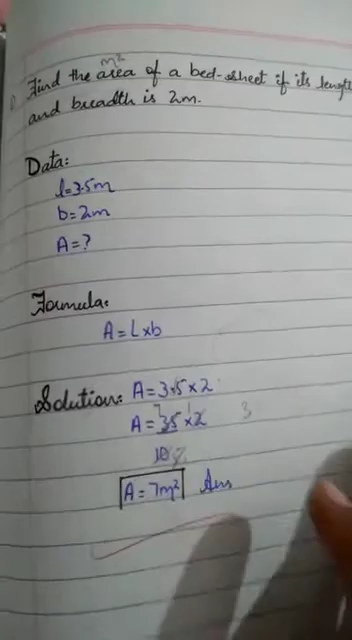 m²
Find the area of a bed-sheet if its length
and breadth is 2m.
Data:
l=3.5m
b=2m
A=?
Formula:
A=L×b
Solution: A=3.5×2
A=35×2
10
A=7m² Ans